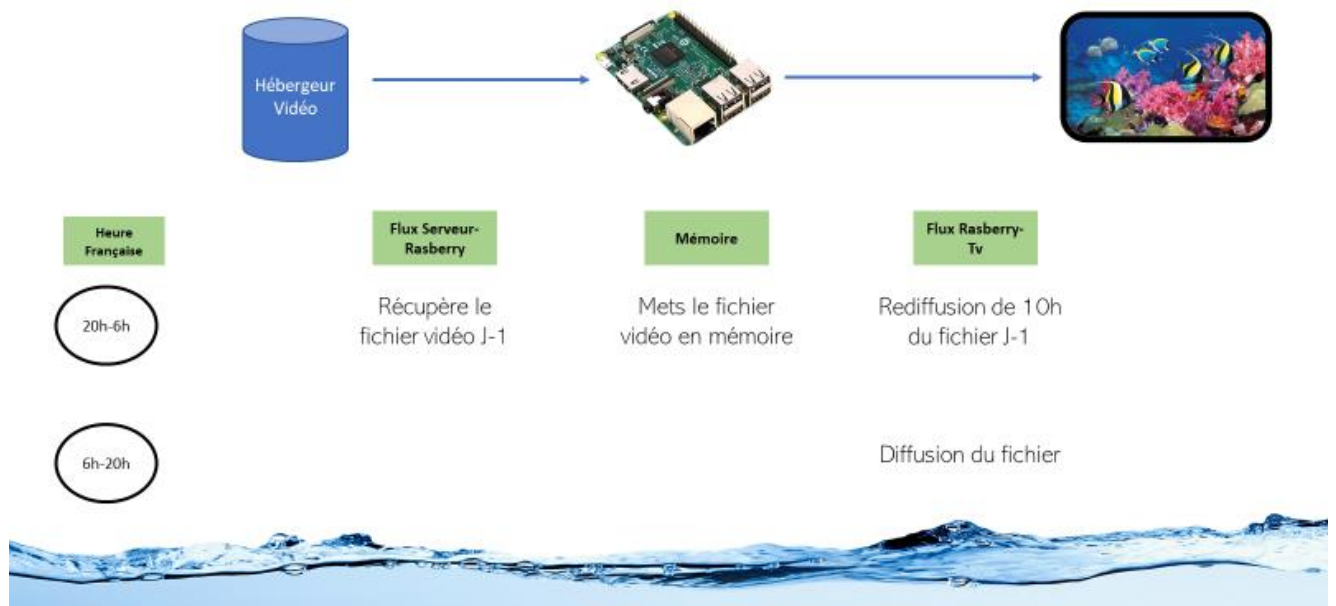 Hébergeur
Vidéo
Heure
Française
Flux Serveur-
Rasberry
Mémoire
Flux Rasberry-
Tv
20h-6h
Récupère le
fichier vidéo J-1
Mets le fichier
vidéo en mémoire
Rediffusion de 10h
du fichier J-1
6h-20h
Diffusion du fichier